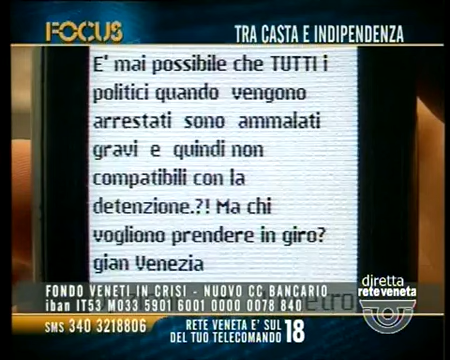 FOCUS
TRA CASTA E INDIPENDENZA
E' mai possibile che TUTTI i
politici quando vengono
arrestati sono ammalati
gravi e quindi non
compatibili con la
detenzione.?! Ma chi
vogliono prendere in giro?
gian Venezia
FONDO VENETI IN CRISI - NUOVO CC BANCARIO
iban IT53 M033 5901 6001 0000 0078 840
diretta
reteveneta
SMS 340 3218806
RETE VENETA E' SUL
DEL TUO TELECOMANDO 18